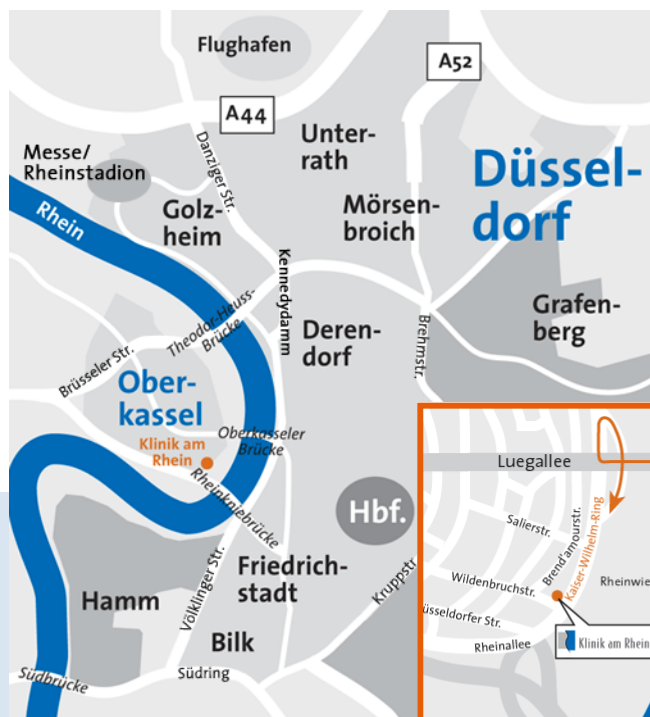 Flughafen
A52
A44
Unter-
rath
Danziger Str.
Messe/
Rheinstadion
Düssel-
dorf
Rhein
Golz-
heim
Mörsen-
broich
Kennedydamm
Theodor-Heuss-
Brücke
Grafen-
berg
Deren-
dorf
Brehmstr.
Brüsseler Str.
Ober-
kassel
Klinik am
Rhein
Oberkasseler
Brücke
Rheinkniebrücke
Hbf.
Luegallee
Salierstr.
Brend'amourstr.
Kaiser-Wilhelm-Ring
Wildenbruchstr.
Rheinwie
üsseldorfer Str.
Rheinallee
Klinik am Rhein
Friedrich-
stadt
Kruppstr
Völklinger Str.
Hamm
Bilk
Südring
Südbrücke